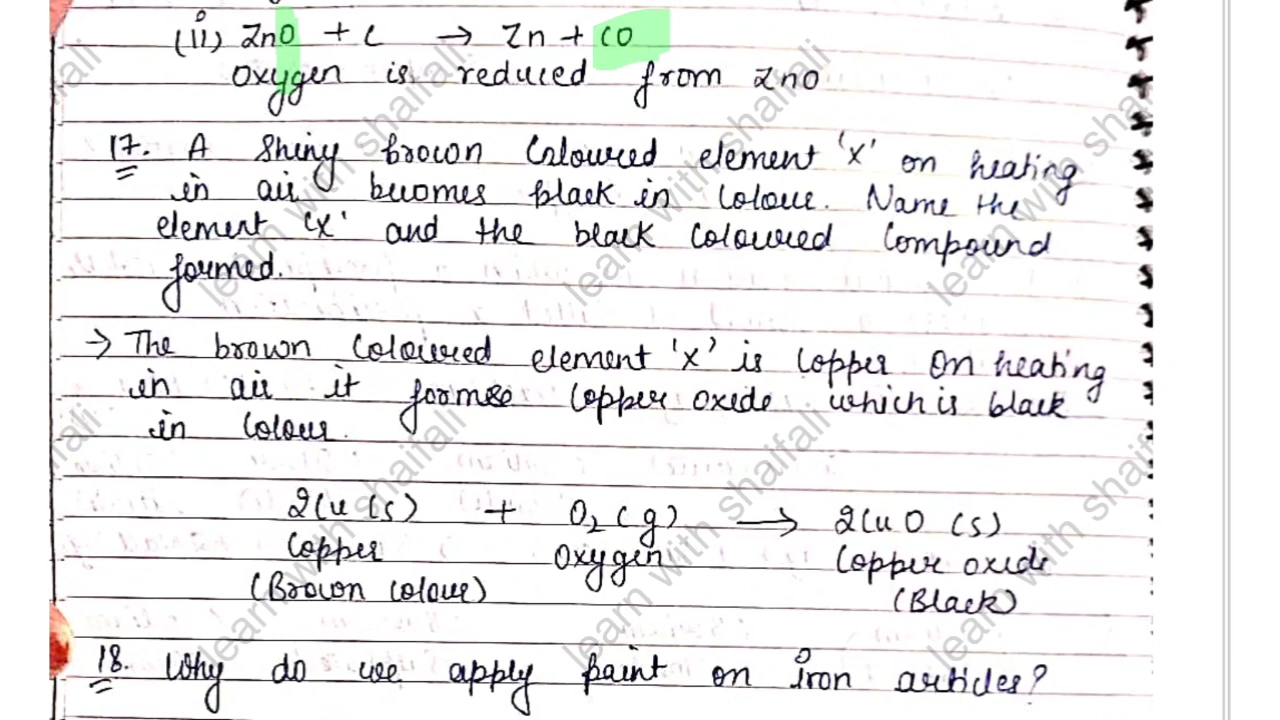 (ii) ZnO + C → Zn + CO
oxygen is reduced from ZnO
17. A Shiny brown Coloured element 'X' on heating
in air becomes black in Colour. Name the
element 'X' and the black Coloured Compound
formed.
→ The brown Coloured element 'X' is Copper On heating
in air it forms Copper oxide which is black
in Colour.
2Cu (s) + O₂ (g) → 2CuO (s)
Copper oxygen Copper oxide
(Brown colour) (Black)
18. Why do we apply paint on iron articles?
learn with shaifali